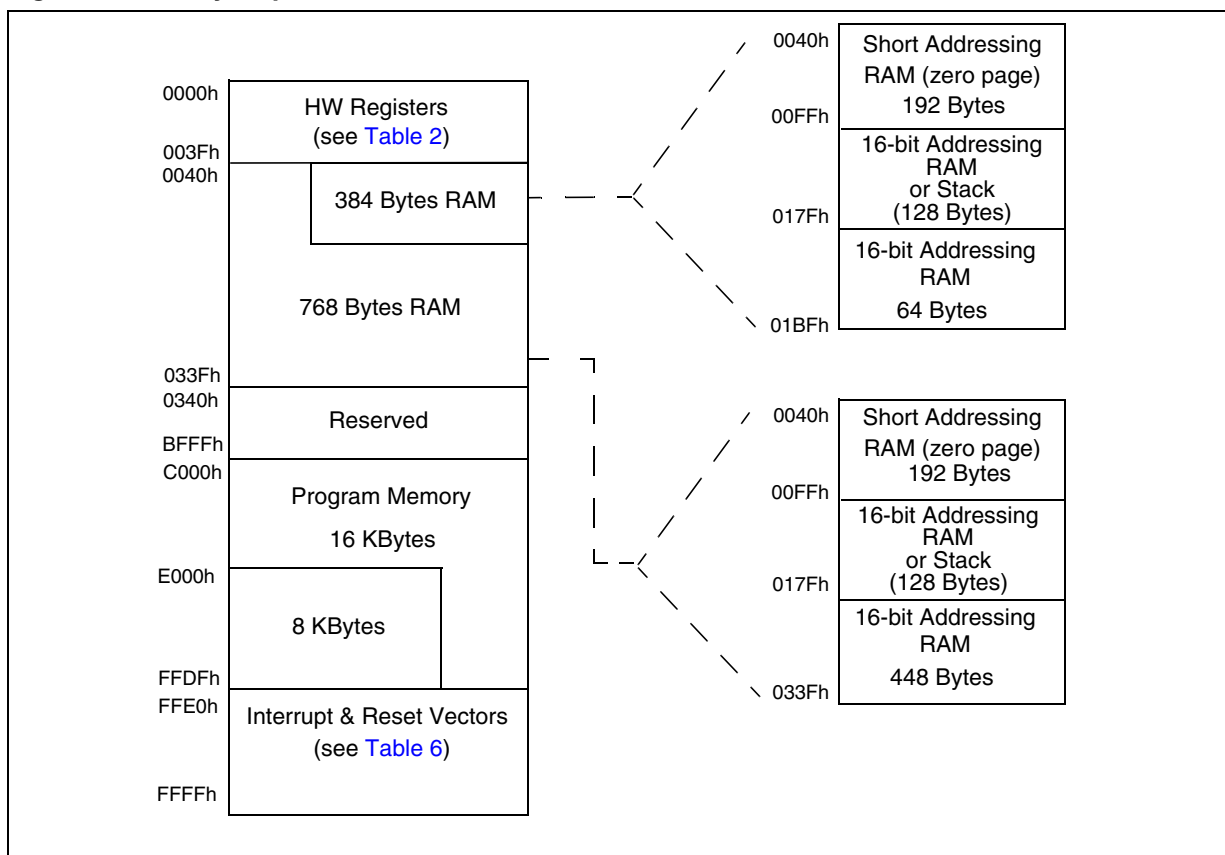 0000h
HW Registers
(see Table 2)
003Fh
0040h
384 Bytes RAM
768 Bytes RAM
033Fh
0340h
Reserved
BFFFh
C000h
Program Memory
16 KBytes
E000h
8 KBytes
FFDFh
FFE0h
Interrupt & Reset Vectors
(see Table 6)
FFFFh
0040h
Short Addressing
RAM (zero page)
192 Bytes
00FFh
16-bit Addressing
RAM
or Stack
(128 Bytes)
017Fh
16-bit Addressing
RAM
64 Bytes
01BFh
0040h
Short Addressing
RAM (zero page)
192 Bytes
00FFh
16-bit Addressing
RAM
or Stack
(128 Bytes)
017Fh
16-bit Addressing
RAM
448 Bytes
033Fh